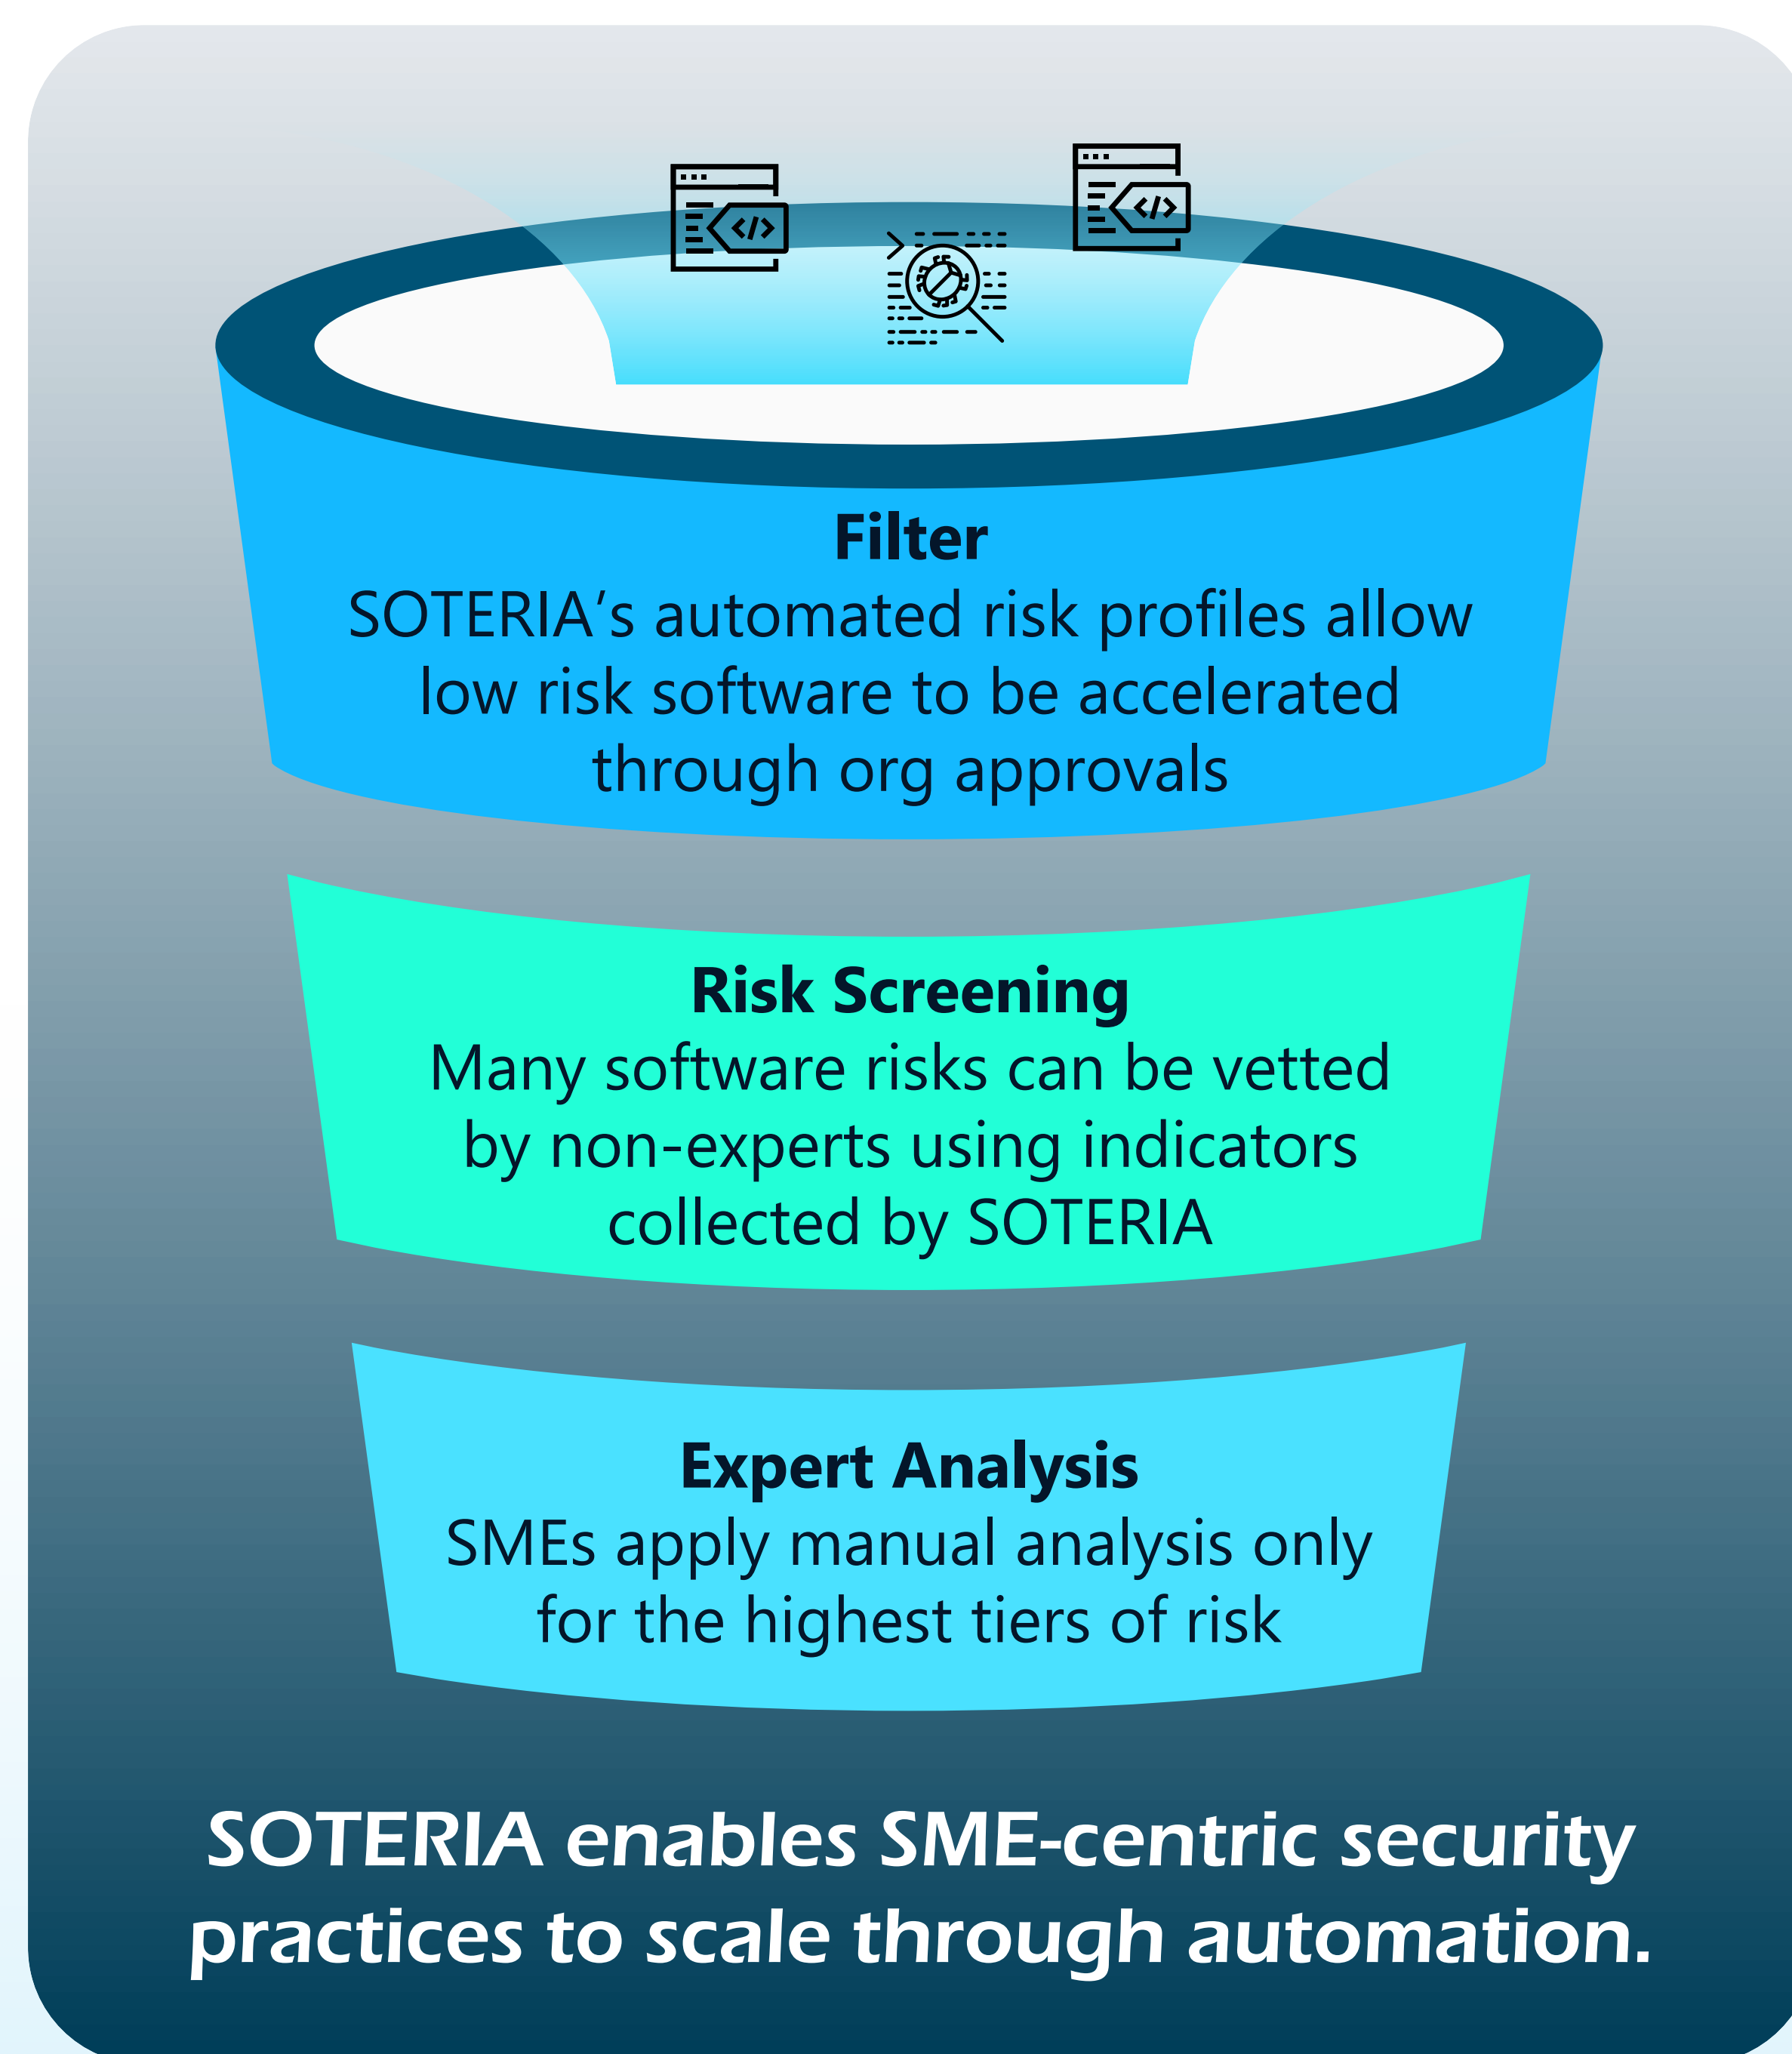 Filter
SOTERIA‘s automated risk profiles allow
low risk software to be accelerated
through org approvals
Risk Screening
Many software risks can be vetted
by non-experts using indicators
collected by SOTERIA
Expert Analysis
SMEs apply manual analysis only
for the highest tiers of risk
SOTERIA enables SME-centric security
practices to scale through automation.